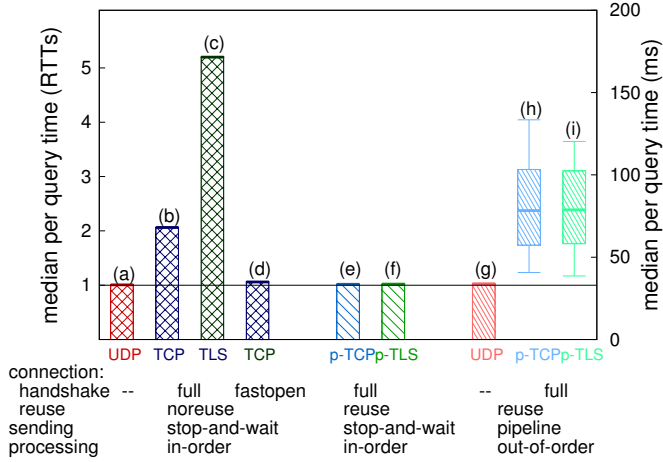 median per query time (RTTs)
5
4
3
2
1
200
150
100
50
0
median per query time (ms)
(a)
(b)
(c)
(d)
(e)
(f)
(g)
(h)
(i)
UDP TCP TLS TCP p-TCP p-TLS UDP p-TCP p-TLS
connection:
handshake -- full fastopen full -- full
reuse noreuse reuse reuse
sending stop-and-wait stop-and-wait pipeline
processing in-order in-order out-of-order